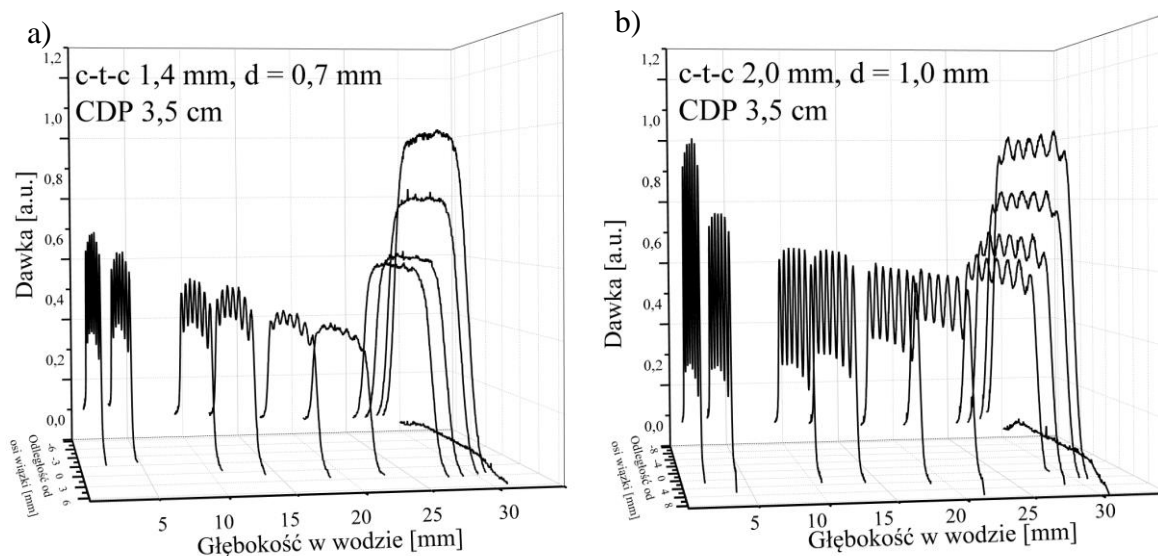 a)
c-t-c 1,4 mm, d = 0,7 mm
CDP 3,5 cm
Dawka [a.u.]
1,2
1,0
0,8
0,6
0,4
0,2
0,0
-6
-3
0
3
6
Odległość od
osi wiązki [mm]
5
10
15
20
25
30
Głębokość w wodzie [mm]
b)
c-t-c 2,0 mm, d = 1,0 mm
CDP 3,5 cm
Dawka [a.u.]
1,2
1,0
0,8
0,6
0,4
0,2
0,0
-8
-4
0
4
8
Odległość od
osi wiązki [mm]
5
10
15
20
25
30
Głębokość w wodzie [mm]